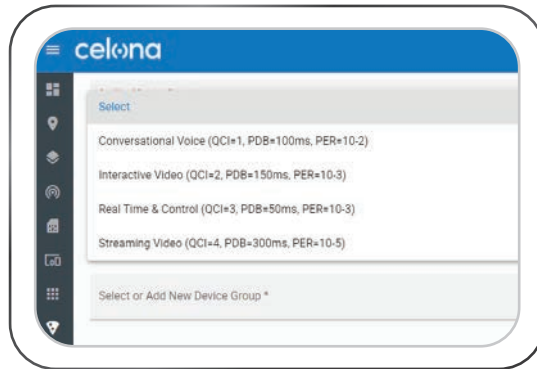 celona
Select
Conversational Voice (QCI=1, PDB=100ms, PER=10-2)
Interactive Video (QCI=2, PDB=150ms, PER=10-3)
Real Time & Control (QCI=3, PDB=50ms, PER=10-3)
Streaming Video (QCI=4, PDB=300ms, PER=10-5)
Select or Add New Device Group *